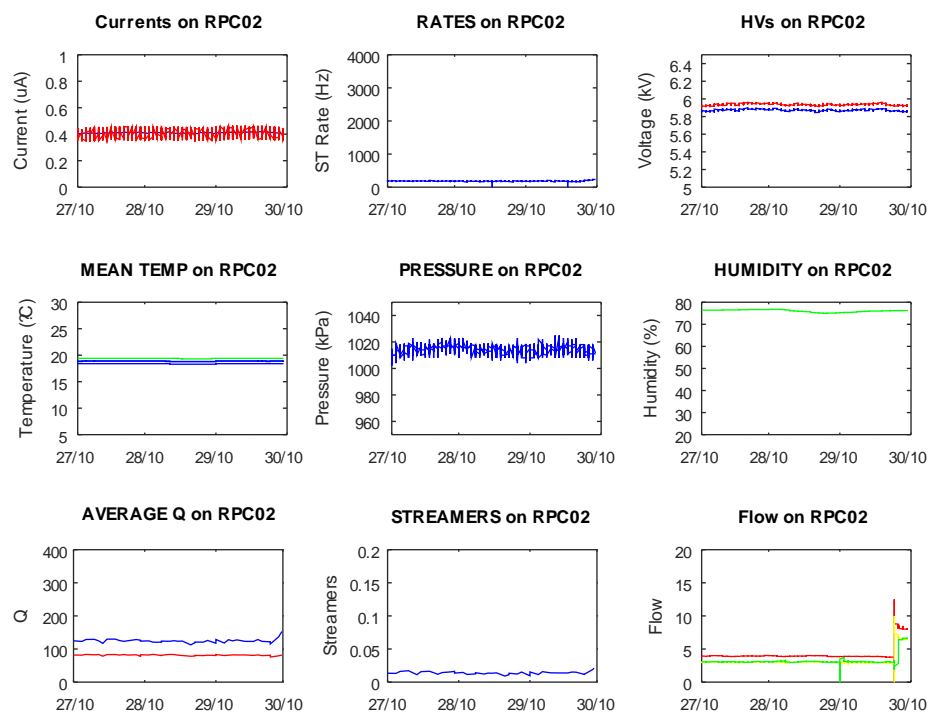 Currents on RPC02
RATES on RPC02
HVs on RPC02
Current (uA)
1
0.8
0.6
0.4
0.2
0
27/10 28/10 29/10 30/10
ST Rate (Hz)
4000
3000
2000
1000
0
27/10 28/10 29/10 30/10
Voltage (kV)
6.4
6.2
6
5.8
5.6
5.4
5.2
5
27/10 28/10 29/10 30/10
MEAN TEMP on RPC02
PRESSURE on RPC02
HUMIDITY on RPC02
Temperature (?C)
30
25
20
15
10
5
27/10 28/10 29/10 30/10
Pressure (kPa)
1040
1020
1000
980
960
27/10 28/10 29/10 30/10
Humidity (%)
80
70
60
50
40
30
20
27/10 28/10 29/10 30/10
AVERAGE Q on RPC02
STREAMERS on RPC02
Flow on RPC02
Q
400
300
200
100
0
27/10 28/10 29/10 30/10
Streamers
0.2
0.15
0.1
0.05
0
27/10 28/10 29/10 30/10
Flow
20
15
10
5
0
27/10 28/10 29/10 30/10